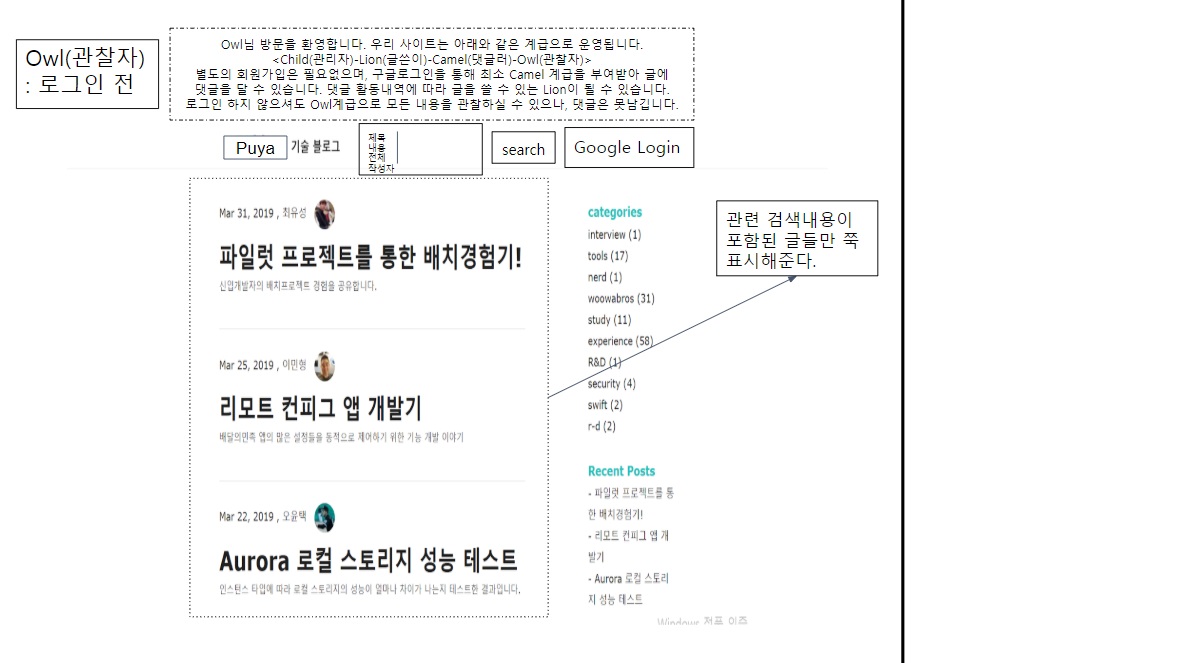 Owl(관찰자)
: 로그인 전
Owl님 방문을 환영합니다. 우리 사이트는 아래와 같은 계급으로 운영됩니다.
<Child(관리자)-Lion(글쓴이)-Camel(댓글러)-Owl(관찰자)>
별도의 회원가입은 필요없으며, 구글로그인을 통해 최소 Camel 계급을 부여받아 글에
댓글을 달 수 있습니다. 댓글 활동내역에 따라 글을 쓸 수 있는 Lion이 될 수 있습니다.
로그인 하지 않으셔도 Owl계급으로 모든 내용을 관찰하실 수 있으나, 댓글은 못남깁니다.
Puya 기술 블로그
제목
내용
전체
작성자
search
Google Login
Mar 31, 2019 , 최유성
파일럿 프로젝트를 통한 배치경험기!
신입개발자의 배치프로젝트 경험을 공유합니다.
Mar 25, 2019 , 이민형
리모트 컨피그 앱 개발기
배달의민족 앱의 많은 설정들을 동적으로 제어하기 위한 기능 개발 이야기
Mar 22, 2019 , 오윤택
Aurora 로컬 스토리지 성능 테스트
인스턴스 타입에 따라 로컬 스토리지의 성능이 얼마나 차이가 나는지 테스트한 결과입니다.
categories
interview (1)
tools (17)
nerd (1)
woowabros (31)
study (11)
experience (58)
R&D (1)
security (4)
swift (2)
r-d (2)
Recent Posts
- 파일럿 프로젝트를 통
한 배치경험기!
- 리모트 컨피그 앱 개
발기
- Aurora 로컬 스토리
지 성능 테스트
관련 검색내용이
포함된 글들만 쭉
표시해준다.